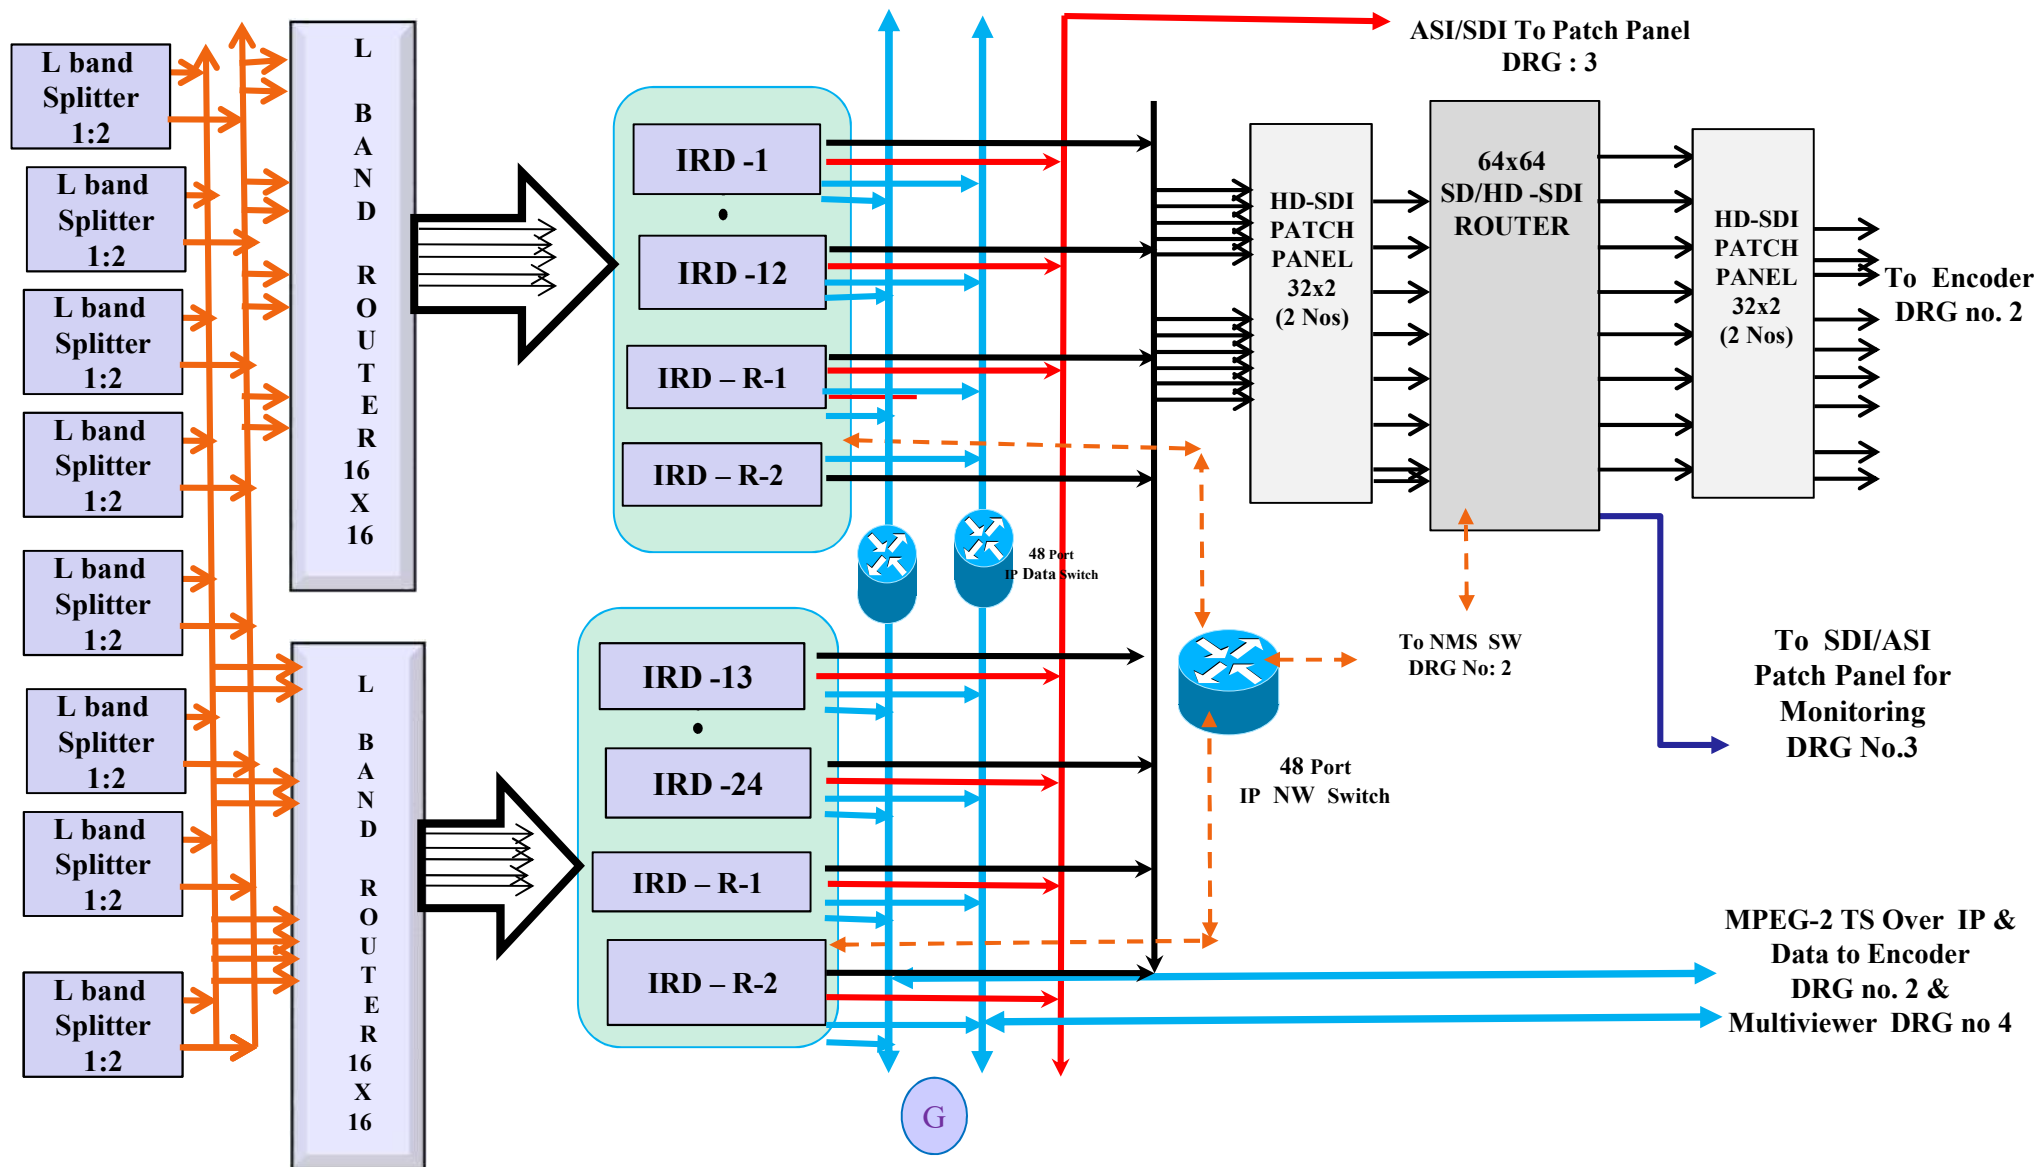 L band
Splitter
1:2
L band
Splitter
1:2
L band
Splitter
1:2
L band
Splitter
1:2
L band
Splitter
1:2
L band
Splitter
1:2
L band
Splitter
1:2
L band
Splitter
1:2
L
B
A
N
D
R
O
U
T
E
R
16
X
16
L
B
A
N
D
R
O
U
T
E
R
16
X
16
IRD -1
IRD -12
IRD – R-1
IRD – R-2
IRD -13
IRD -24
IRD – R-1
IRD – R-2
48 Port
IP Data Switch
G
ASI/SDI To Patch Panel
DRG : 3
HD-SDI
PATCH
PANEL
32x2
(2 Nos)
64x64
SD/HD -SDI
ROUTER
HD-SDI
PATCH
PANEL
32x2
(2 Nos)
To Encoder
DRG no. 2
To NMS SW
DRG No: 2
48 Port
IP NW Switch
To SDI/ASI
Patch Panel for
Monitoring
DRG No.3
MPEG-2 TS Over IP &
Data to Encoder
DRG no. 2 &
Multiviewer DRG no 4